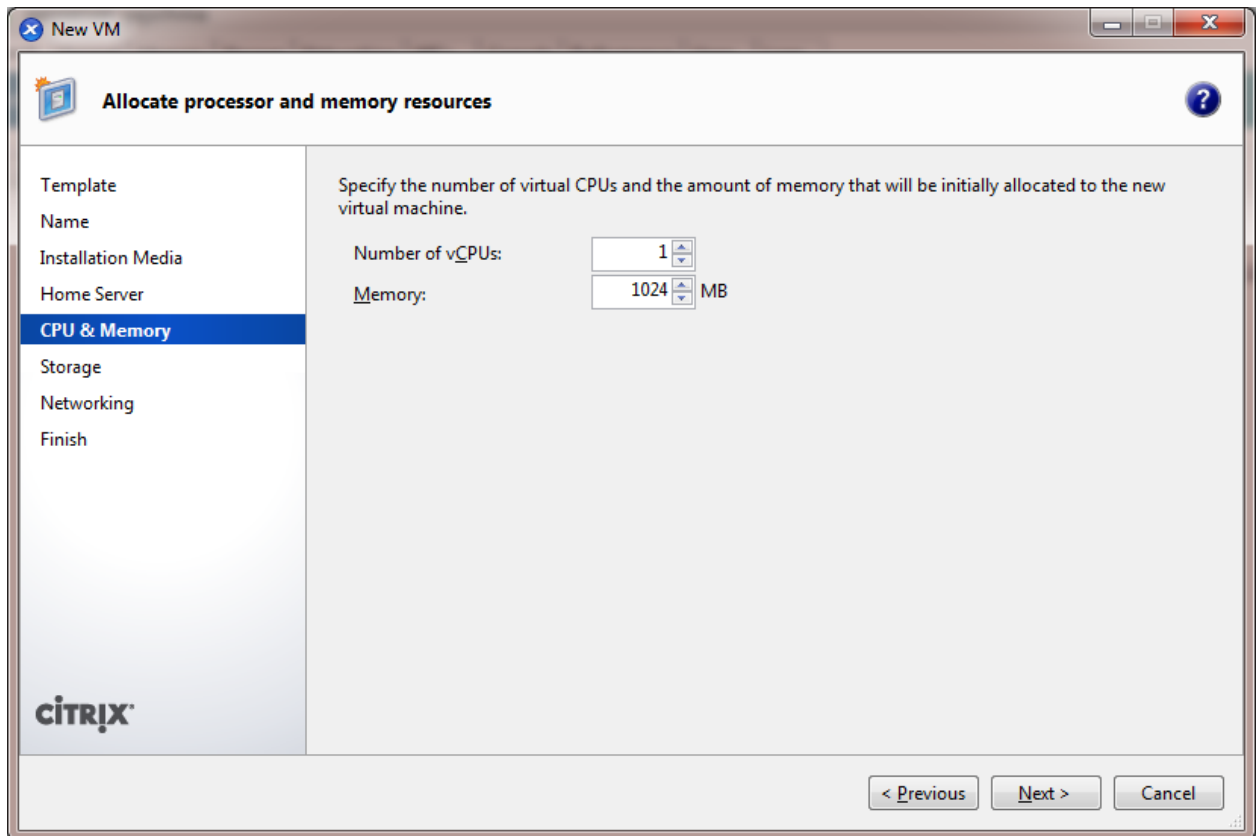 New VM
Allocate processor and memory resources
?
Template
Name
Installation Media
Home Server
CPU & Memory
Storage
Networking
Finish
CITRIX
Specify the number of virtual CPUs and the amount of memory that will be initially allocated to the new
virtual machine.
Number of vCPUs: 1
Memory: 1024 MB
< Previous Next > Cancel